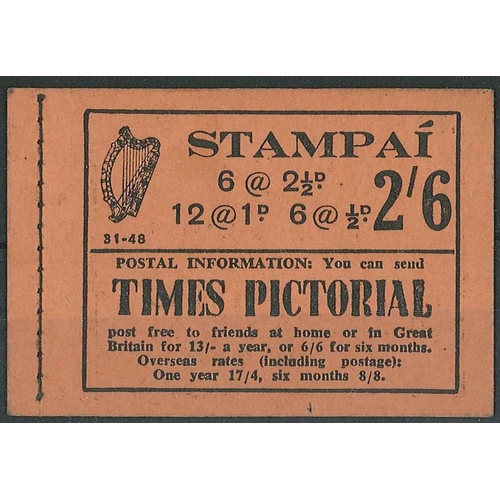 STAMPAÍ
6 @ 2½D.
12 @ 1D. 6 @ ½D. 2/6
31-48
POSTAL INFORMATION: You can send
TIMES PICTORIAL
post free to friends at home or in Great
Britain for 13/- a year, or 6/6 for six months.
Overseas rates (including postage):
One year 17/4, six months 8/8.